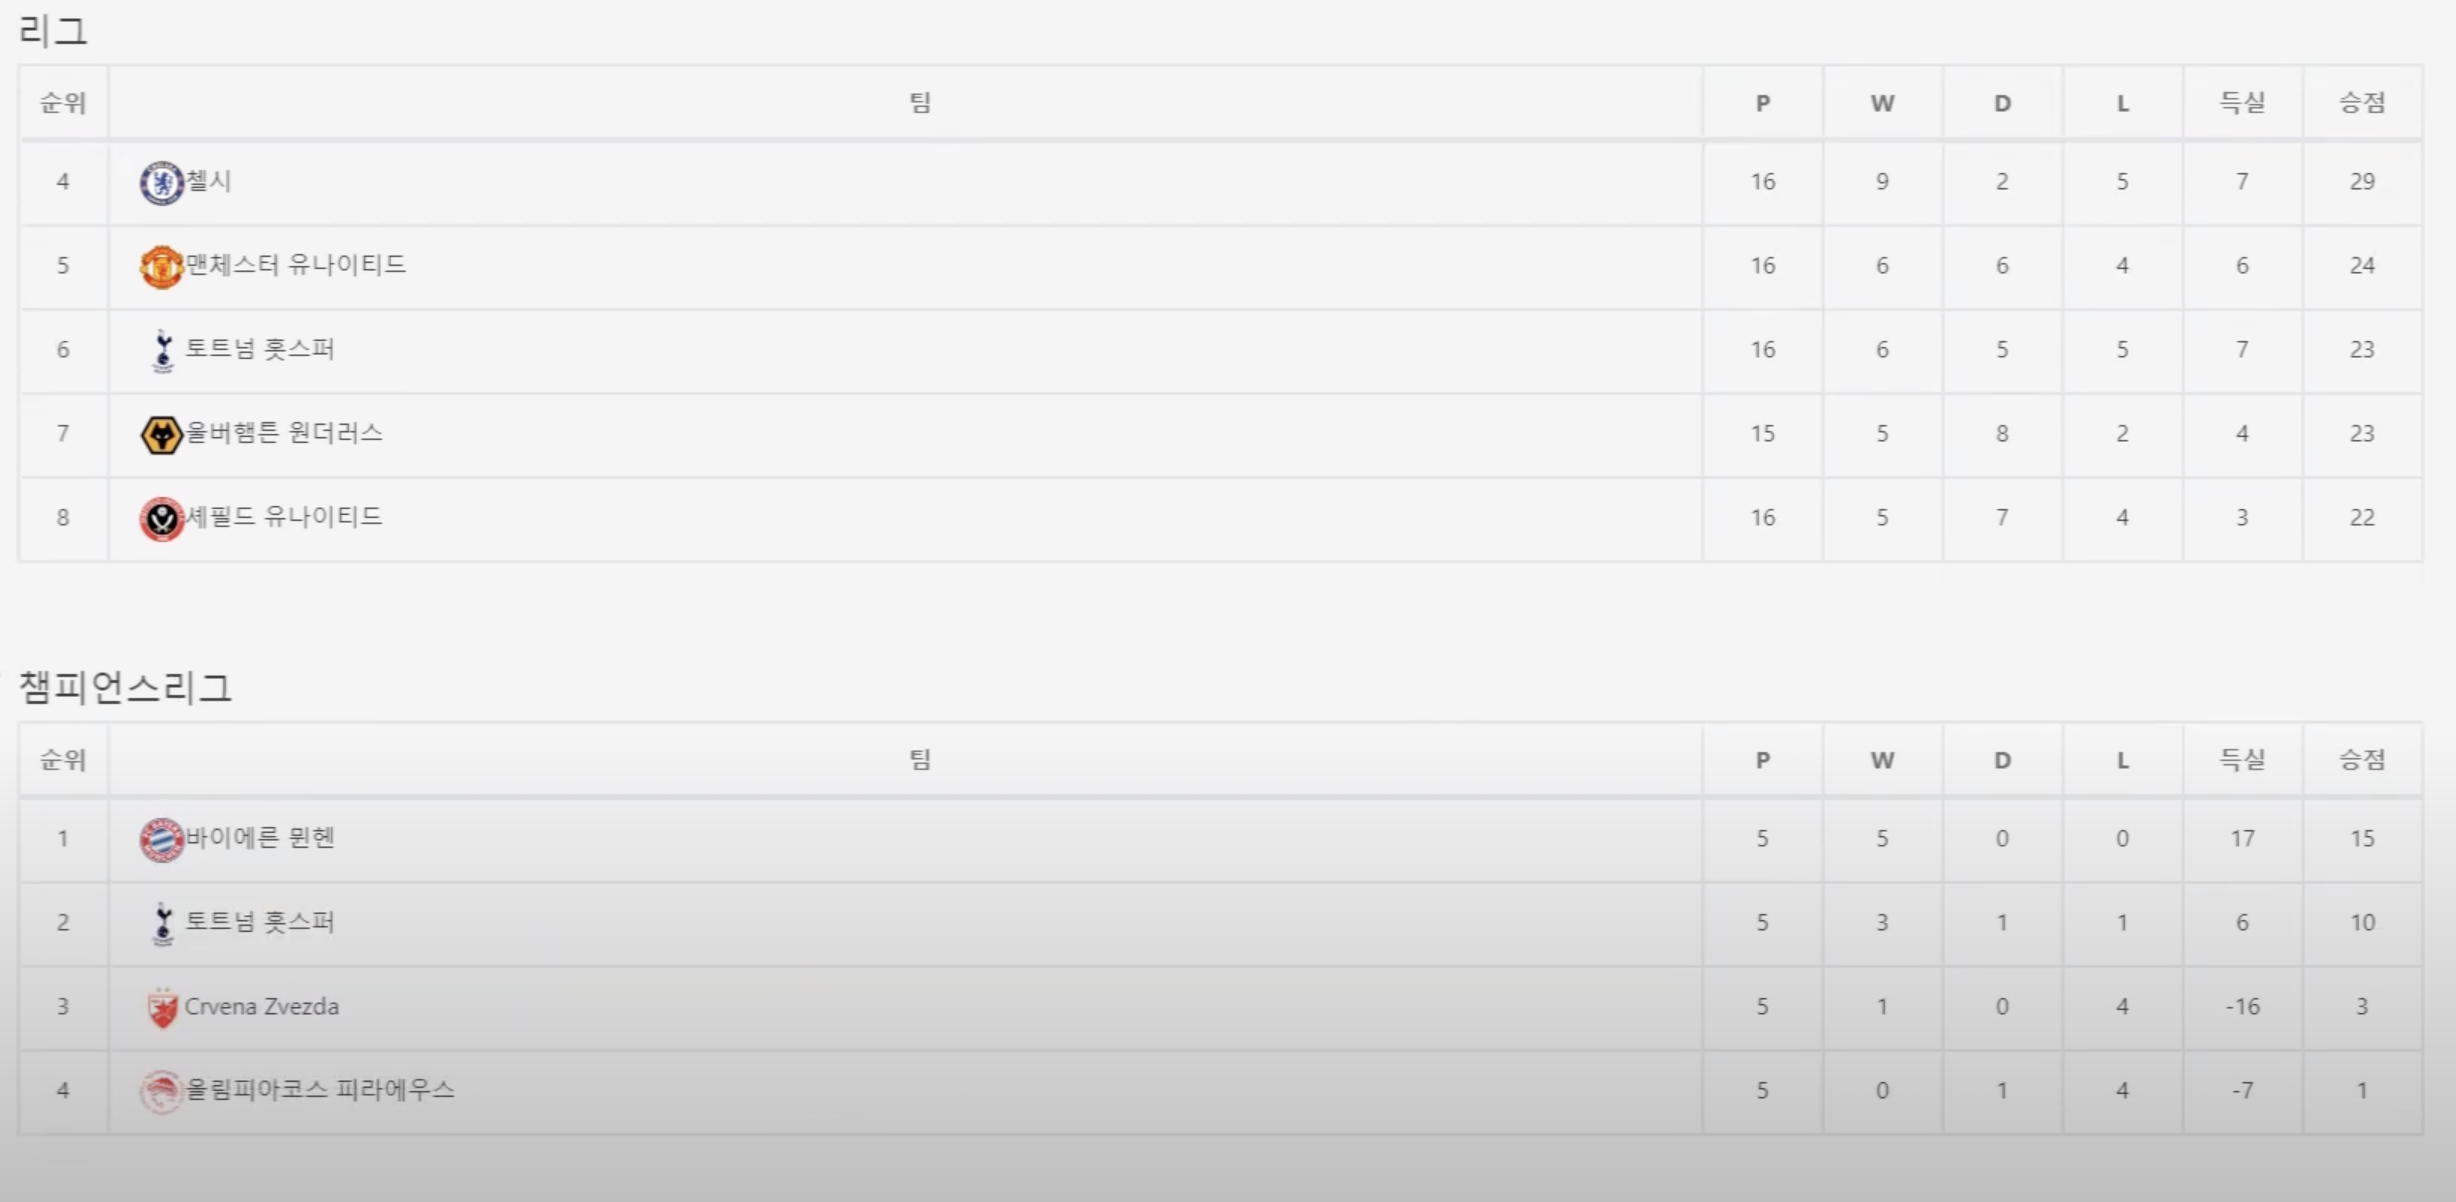 리그
순위 팀 P W D L 득실 승점
4 첼시 16 9 2 5 7 29
5 맨체스터 유나이티드 16 6 6 4 6 24
6 토트넘 홋스퍼 16 6 5 5 7 23
7 울버햄튼 원더러스 15 5 8 2 4 23
8 셰필드 유나이티드 16 5 7 4 3 22
챔피언스리그
순위 팀 P W D L 득실 승점
1 바이에른 뮌헨 5 5 0 0 17 15
2 토트넘 홋스퍼 5 3 1 1 6 10
3 Crvena Zvezda 5 1 0 4 -16 3
4 올림피아코스 피라에우스 5 0 1 4 -7 1